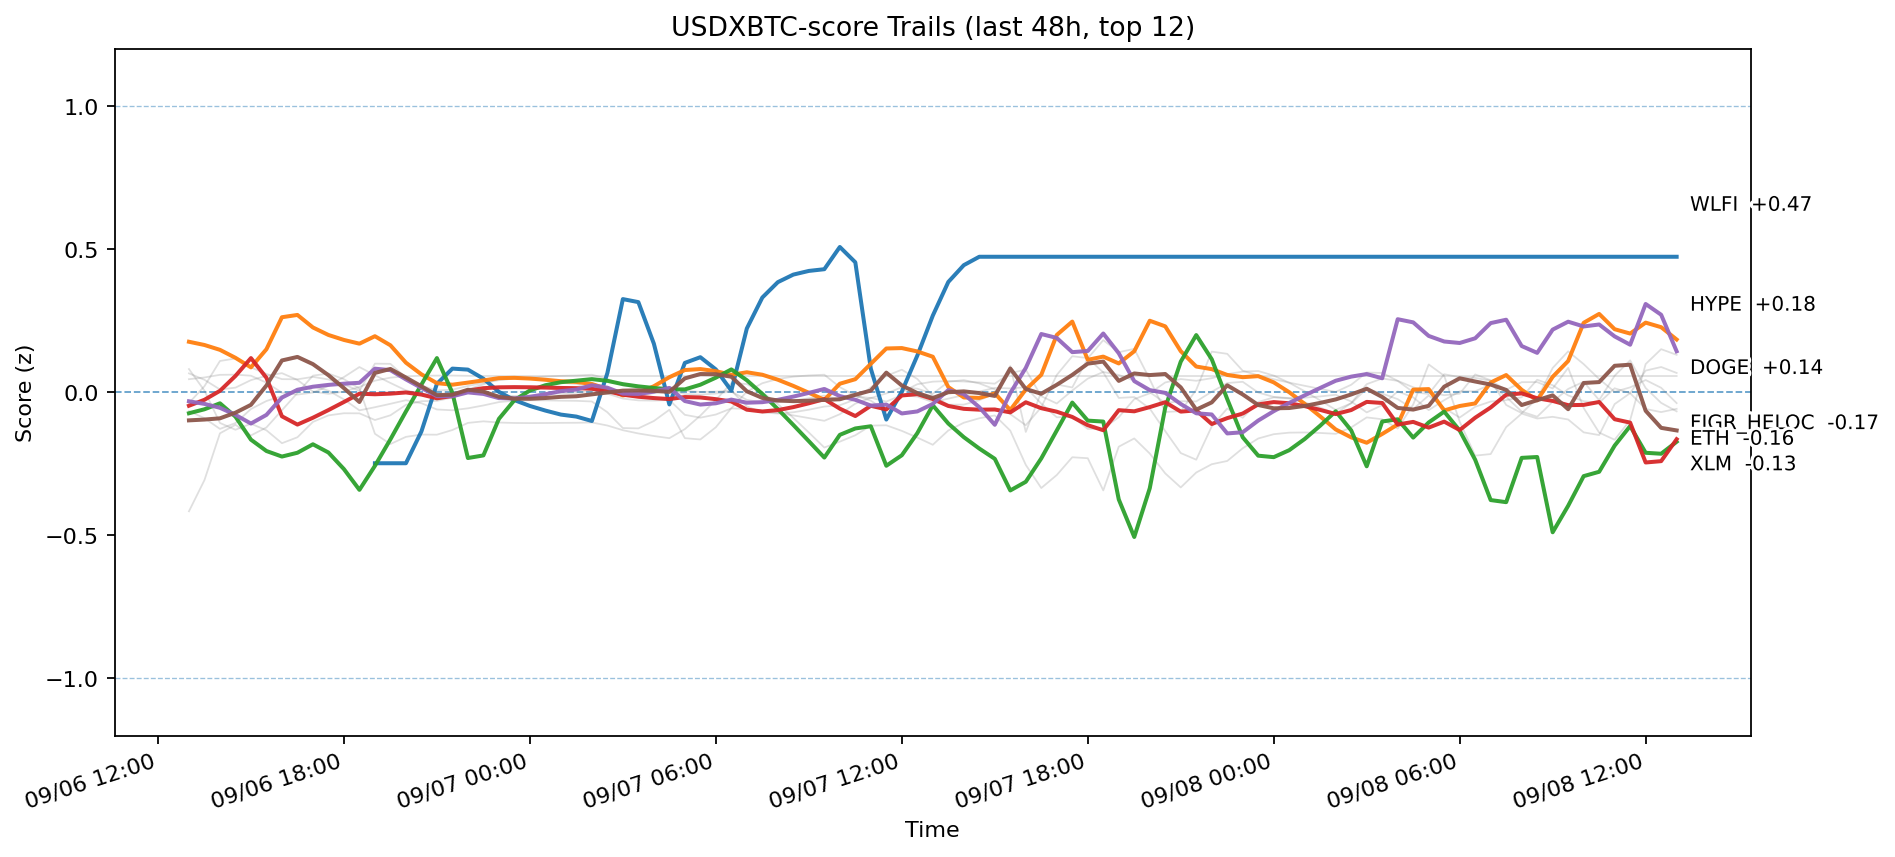 USDXBTC-score Trails (last 48h, top 12)
Score (z)
1.0
0.5
0.0
−0.5
−1.0
WLFI +0.47
HYPE +0.18
DOGE +0.14
FIGR_HELOC -0.17
ETH -0.16
XLM -0.13
09/06 12:00
09/06 18:00
09/07 00:00
09/07 06:00
09/07 12:00
09/07 18:00
09/08 00:00
09/08 06:00
09/08 12:00
Time